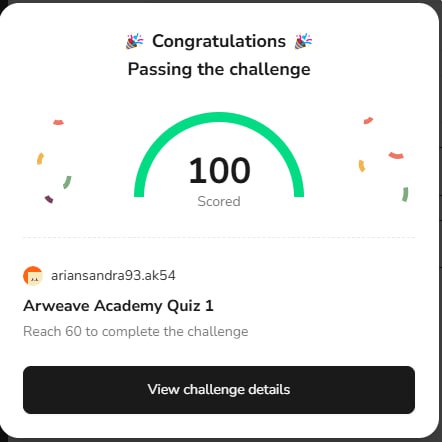 🎉 Congratulations 🎉
Passing the challenge
100
Scored
ariansandra93.ak54
Arweave Academy Quiz 1
Reach 60 to complete the challenge
View challenge details